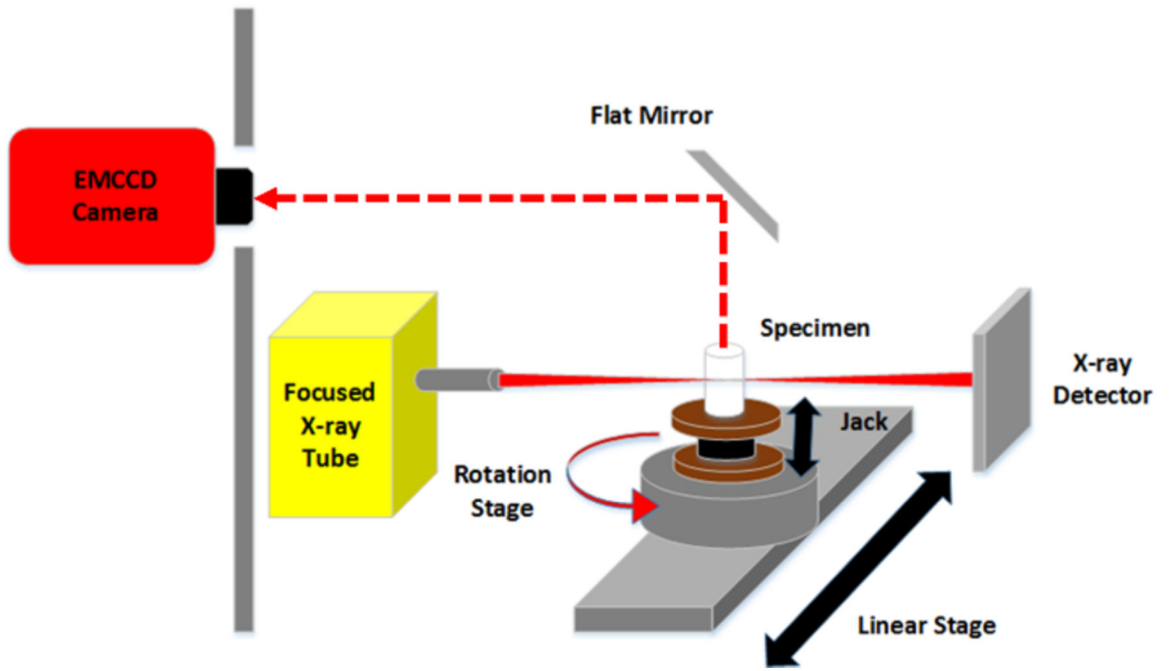 Flat Mirror
EMCCD
Camera
Specimen
Focused
X-ray
Tube
X-ray
Detector
Jack
Rotation
Stage
Linear Stage